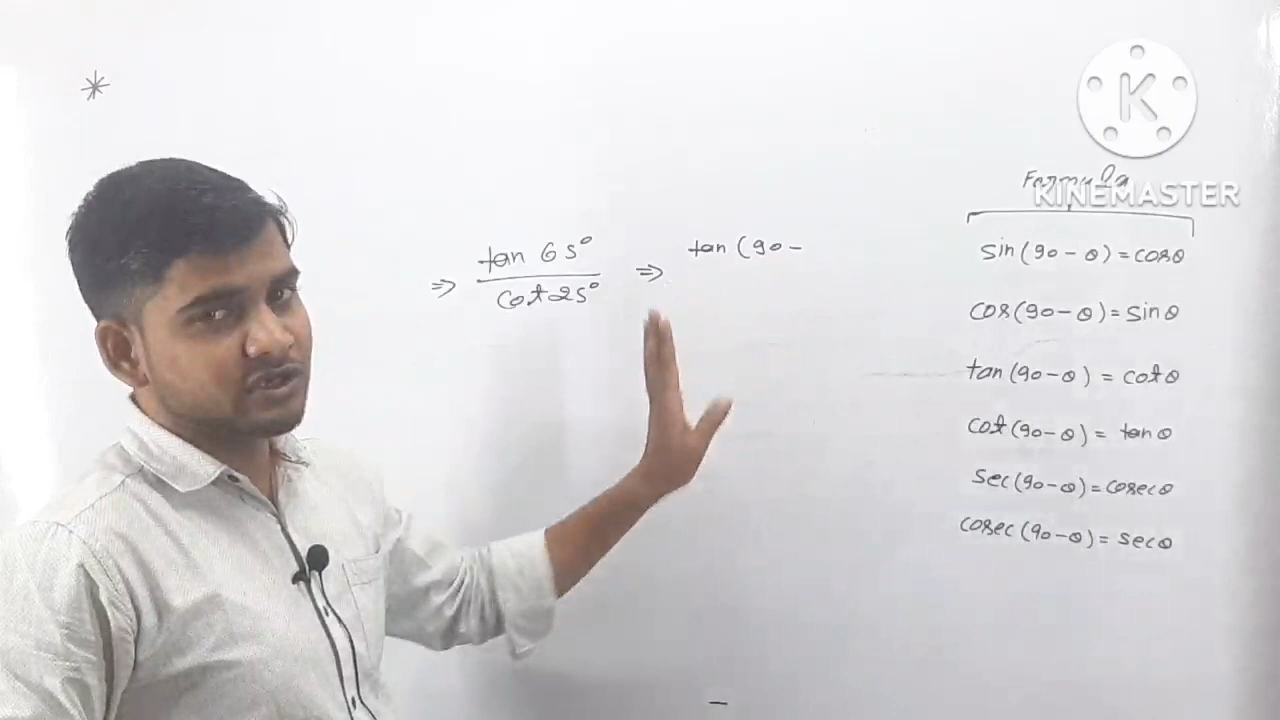 *
K
Formula
KINEMASTER
⇒ tan 65° / cot 25° ⇒ tan (90 -
sin (90 - θ) = cosθ
cos (90 - θ) = sinθ
tan (90 - θ) = cotθ
cot (90 - θ) = tanθ
sec (90 - θ) = cosecθ
cosec (90 - θ) = secθ